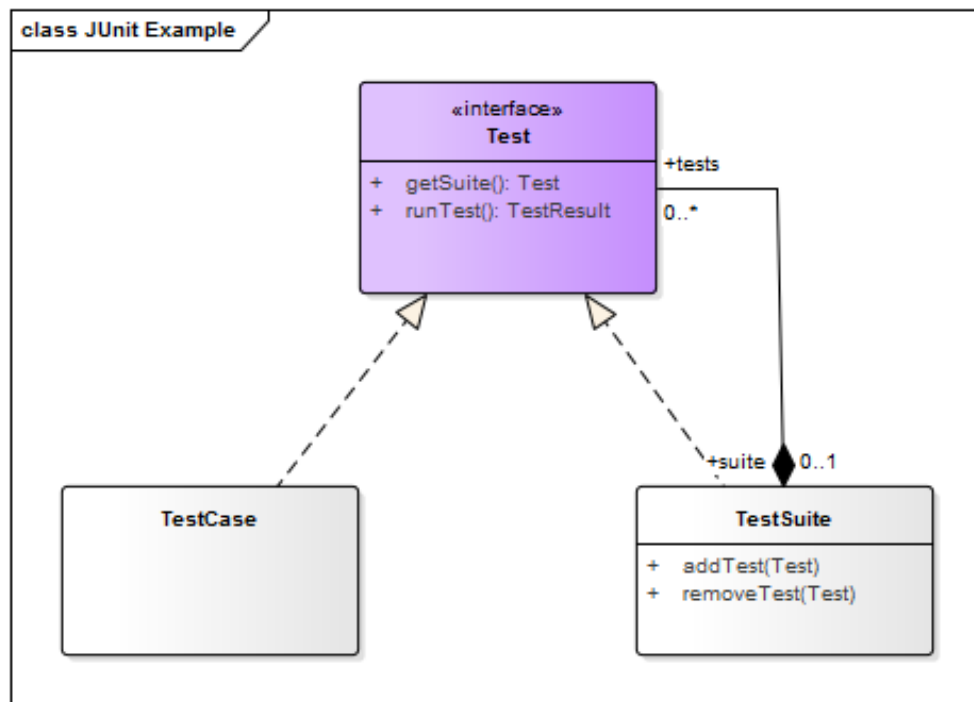 class JUnit Example
«interface»
Test
+ getSuite(): Test
+ runTest(): TestResult
+tests
0..*
+suite
0..1
TestCase
TestSuite
+ addTest(Test)
+ removeTest(Test)